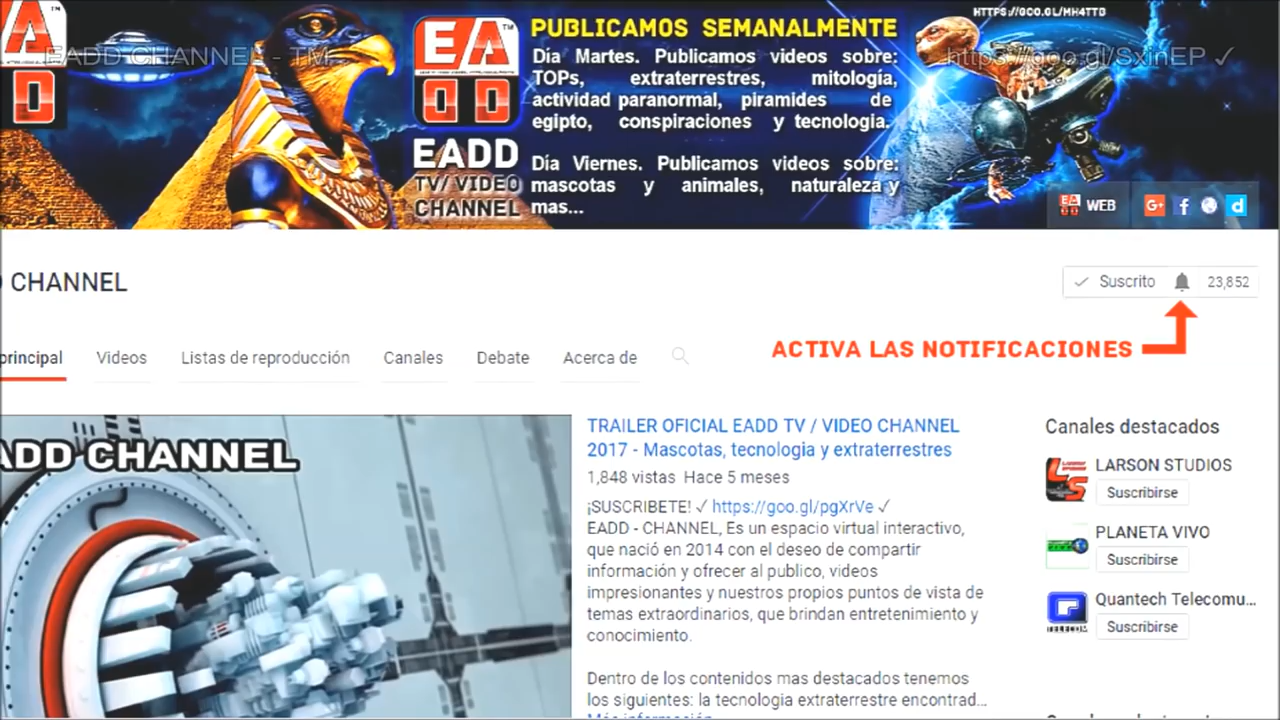 HTTPS://GOO.GL/MH4TTD
EADD CHANNEL - TM
https://goo.gl/SxinEP ✓
EA
DD
EADD
TV/ VIDEO
CHANNEL
PUBLICAMOS SEMANALMENTE
Día Martes. Publicamos videos sobre:
TOPs, extraterrestres, mitología,
actividad paranormal, piramides de
egipto, conspiraciones y tecnología.
Día Viernes. Publicamos videos sobre:
mascotas y animales, naturaleza y
mas...
WEB
CHANNEL
Suscrito 23,852
ACTIVA LAS NOTIFICACIONES
principal Videos Listas de reproducción Canales Debate Acerca de
ADD CHANNEL
TRAILER OFICIAL EADD TV / VIDEO CHANNEL
2017 - Mascotas, tecnologia y extraterrestres
1,848 vistas Hace 5 meses
¡SUSCRIBETE! ✓ https://goo.gl/pgXrVe ✓
EADD - CHANNEL, Es un espacio virtual interactivo,
que nació en 2014 con el deseo de compartir
información y ofrecer al publico, videos
impresionantes y nuestros propios puntos de vista de
temas extraordinarios, que brindan entretenimiento y
conocimiento.
Dentro de los contenidos mas destacados tenemos
los siguientes: la tecnologia extraterrestre encontrad...
Más información
Canales destacados
LARSON STUDIOS
Suscribirse
PLANETA VIVO
Suscribirse
Quantech Telecomu...
Suscribirse